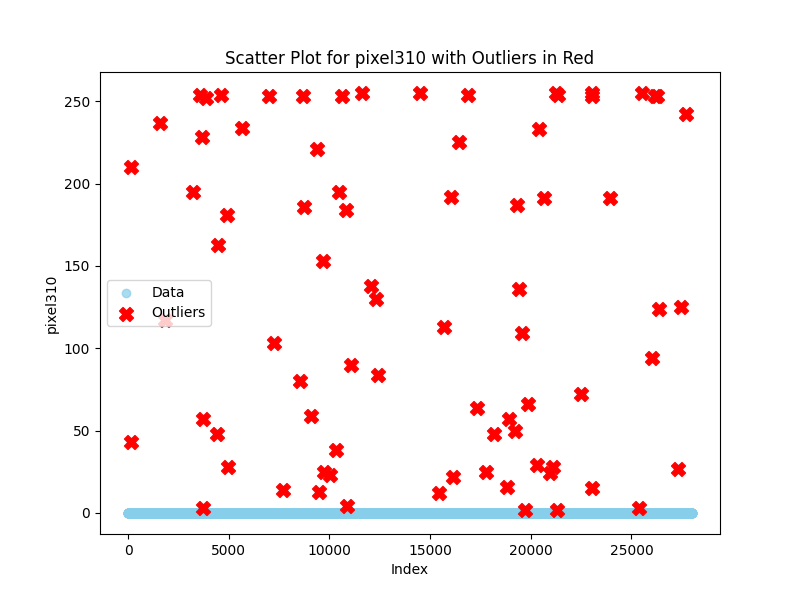 Scatter Plot for pixel310 with Outliers in Red
250
200
150
100
50
0
pixel310
Data
Outliers
0 5000 10000 15000 20000 25000
Index